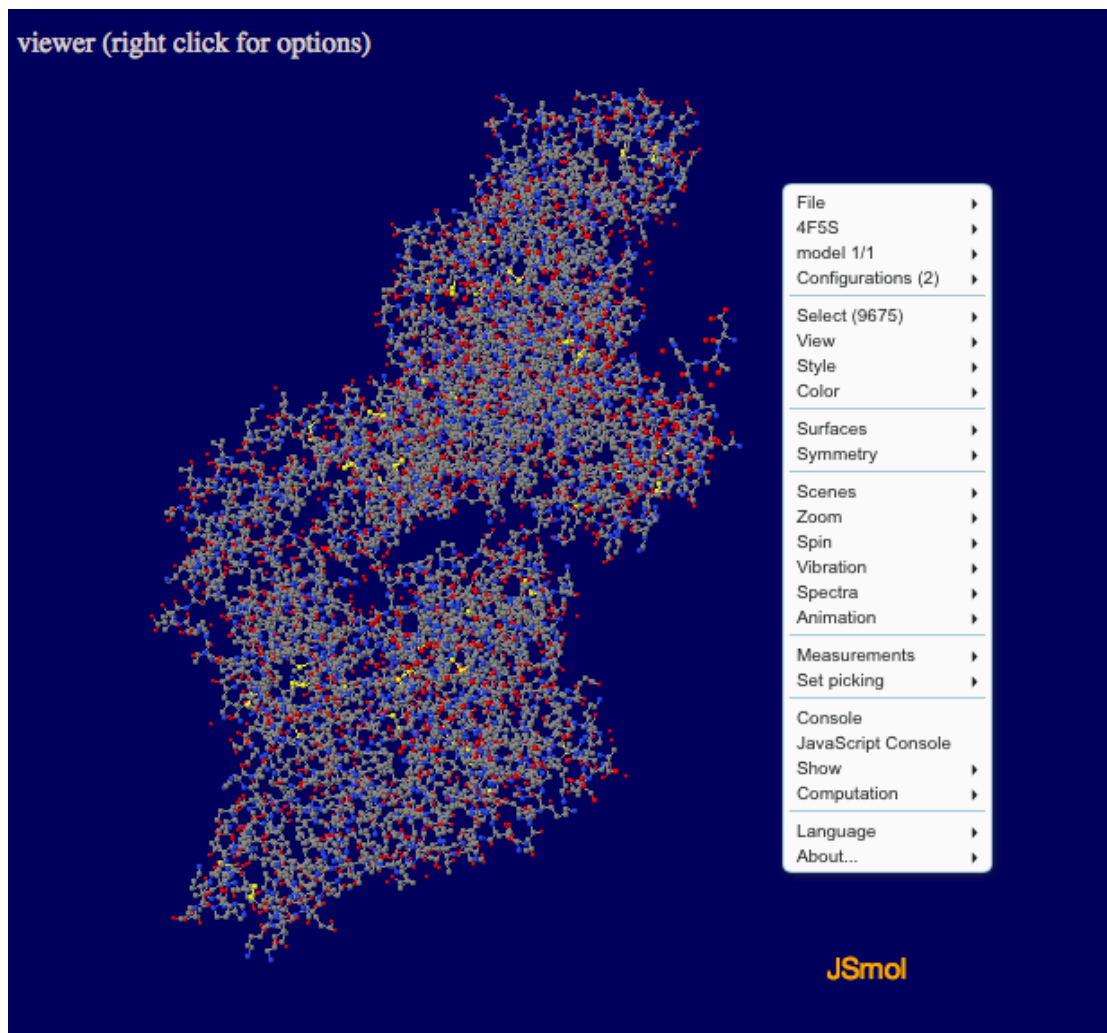 viewer (right click for options)
File
4F5S
model 1/1
Configurations (2)
Select (9675)
View
Style
Color
Surfaces
Symmetry
Scenes
Zoom
Spin
Vibration
Spectra
Animation
Measurements
Set picking
Console
JavaScript Console
Show
Computation
Language
About...
JSmol